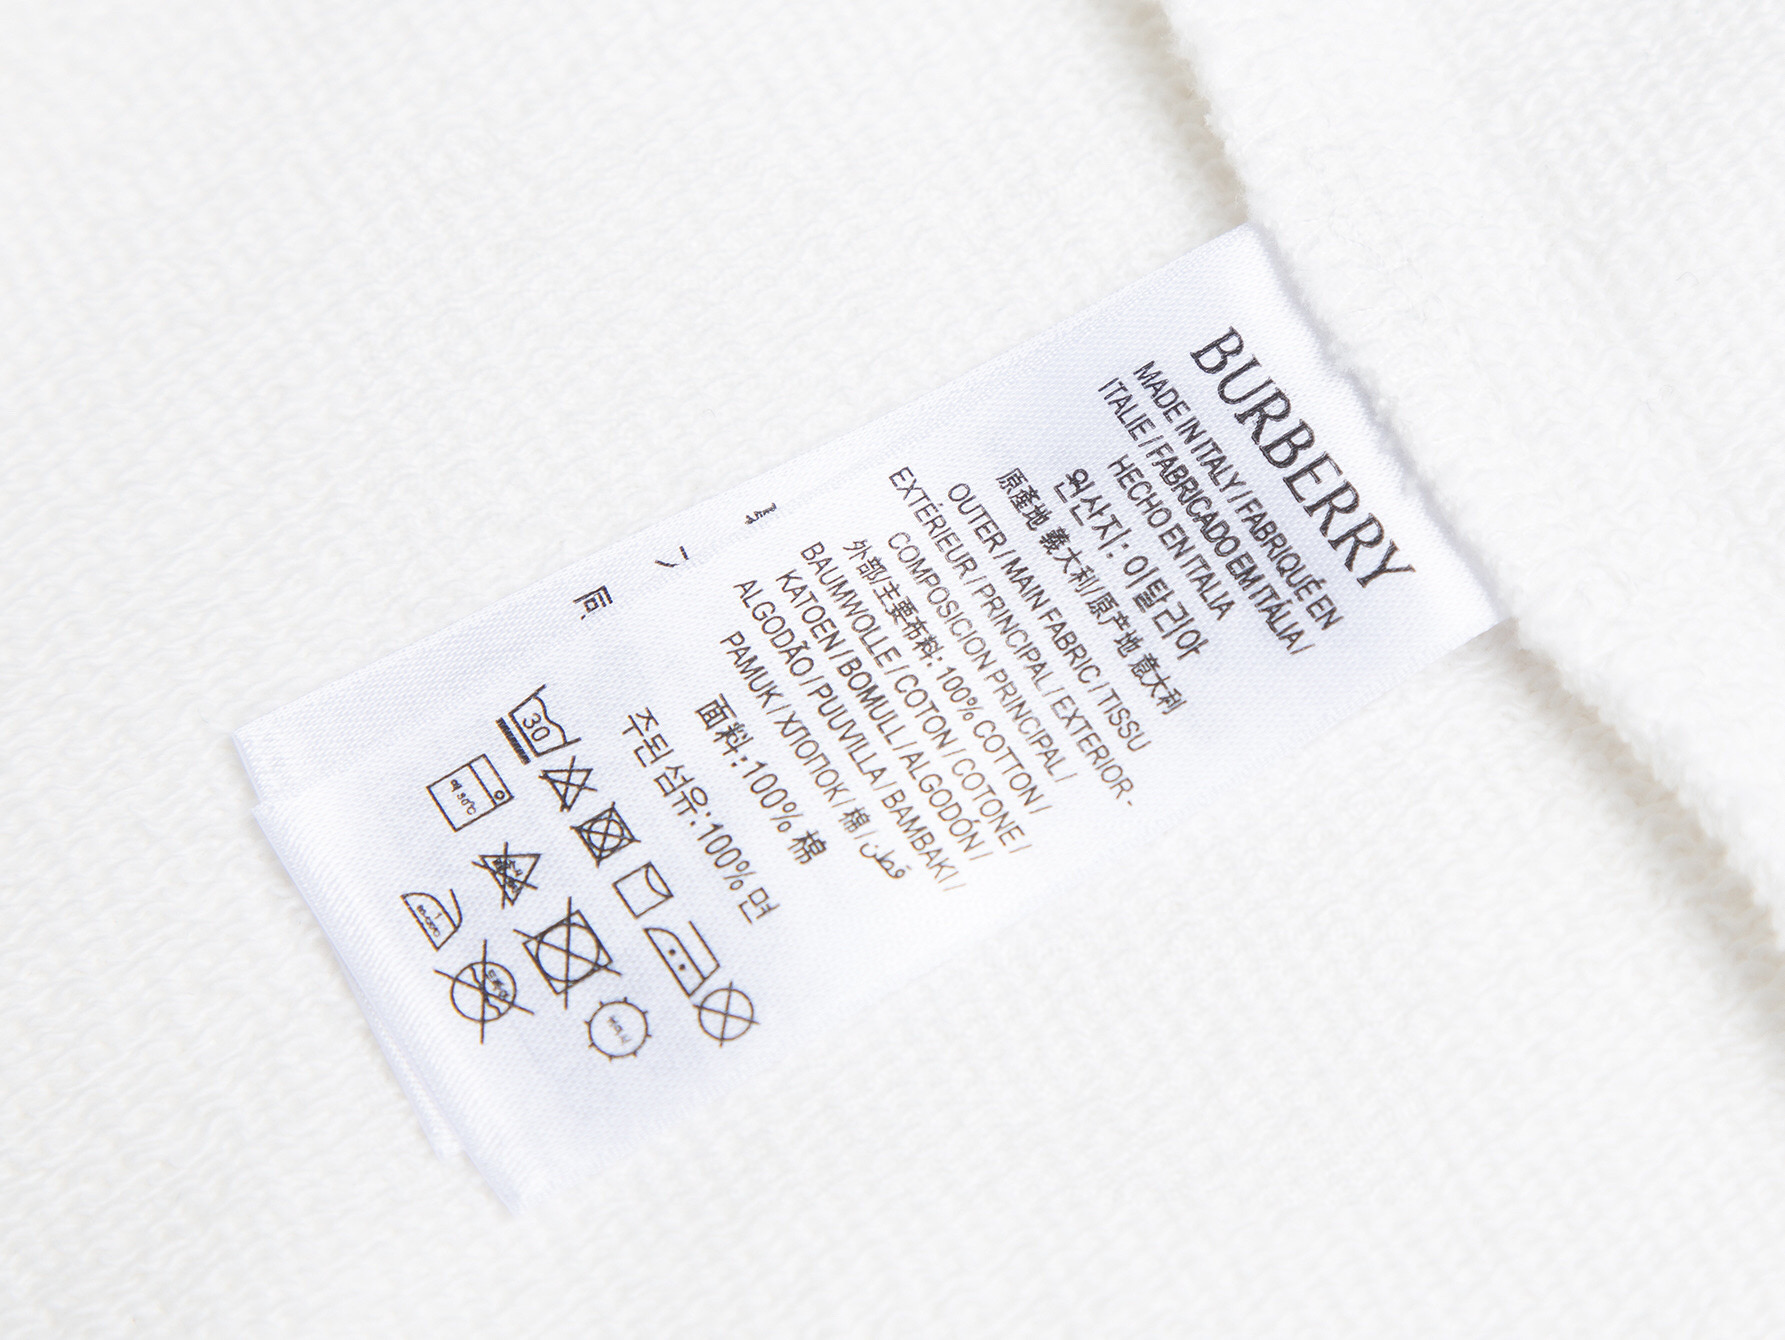 BURBERRY
MADE IN ITALY / FABRIQUÉ EN
ITALIE / FABRICADO EM ITÁLIA /
HECHO EN ITALIA
원산지: 이탈리아
原產地 義大利/原产地 意大利
OUTER / MAIN FABRIC / TISSU
EXTÉRIEUR / PRINCIPAL / EXTERIOR-
COMPOSICION PRINCIPAL /
外部/主要布料: 100% COTTON /
BAUMWOLLE / COTON / COTONE /
KATOEN / BOMULL / ALGODÓN /
ALGODÃO / PUUVILLA / BAMBAKI /
PAMUK / ХЛОПОК / 棉 / قطن
面料:100% 棉
주된 섬유:100% 면
30